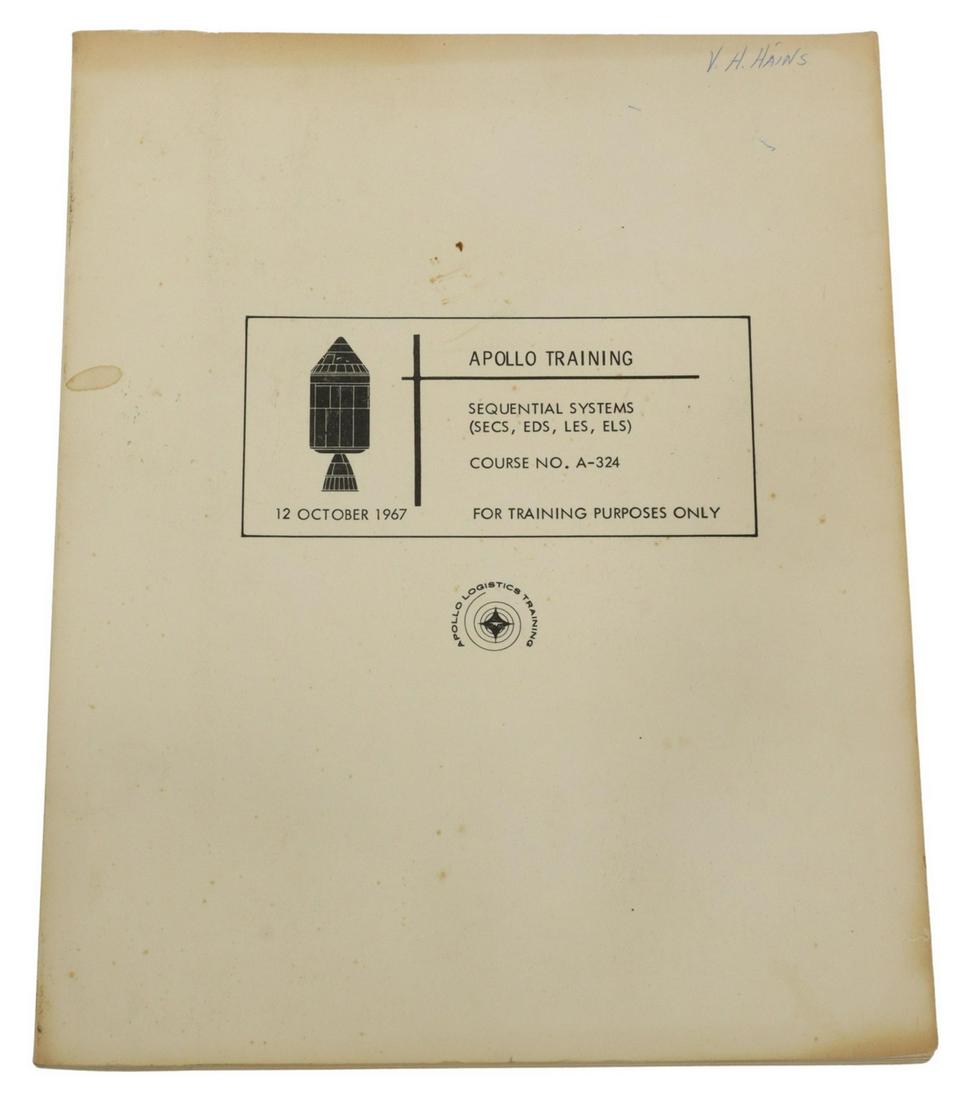 V. H. HAINS
APOLLO TRAINING
SEQUENTIAL SYSTEMS
(SECS, EDS, LES, ELS)
COURSE NO. A-324
12 OCTOBER 1967
FOR TRAINING PURPOSES ONLY
APOLLO LOGISTICS TRAINING